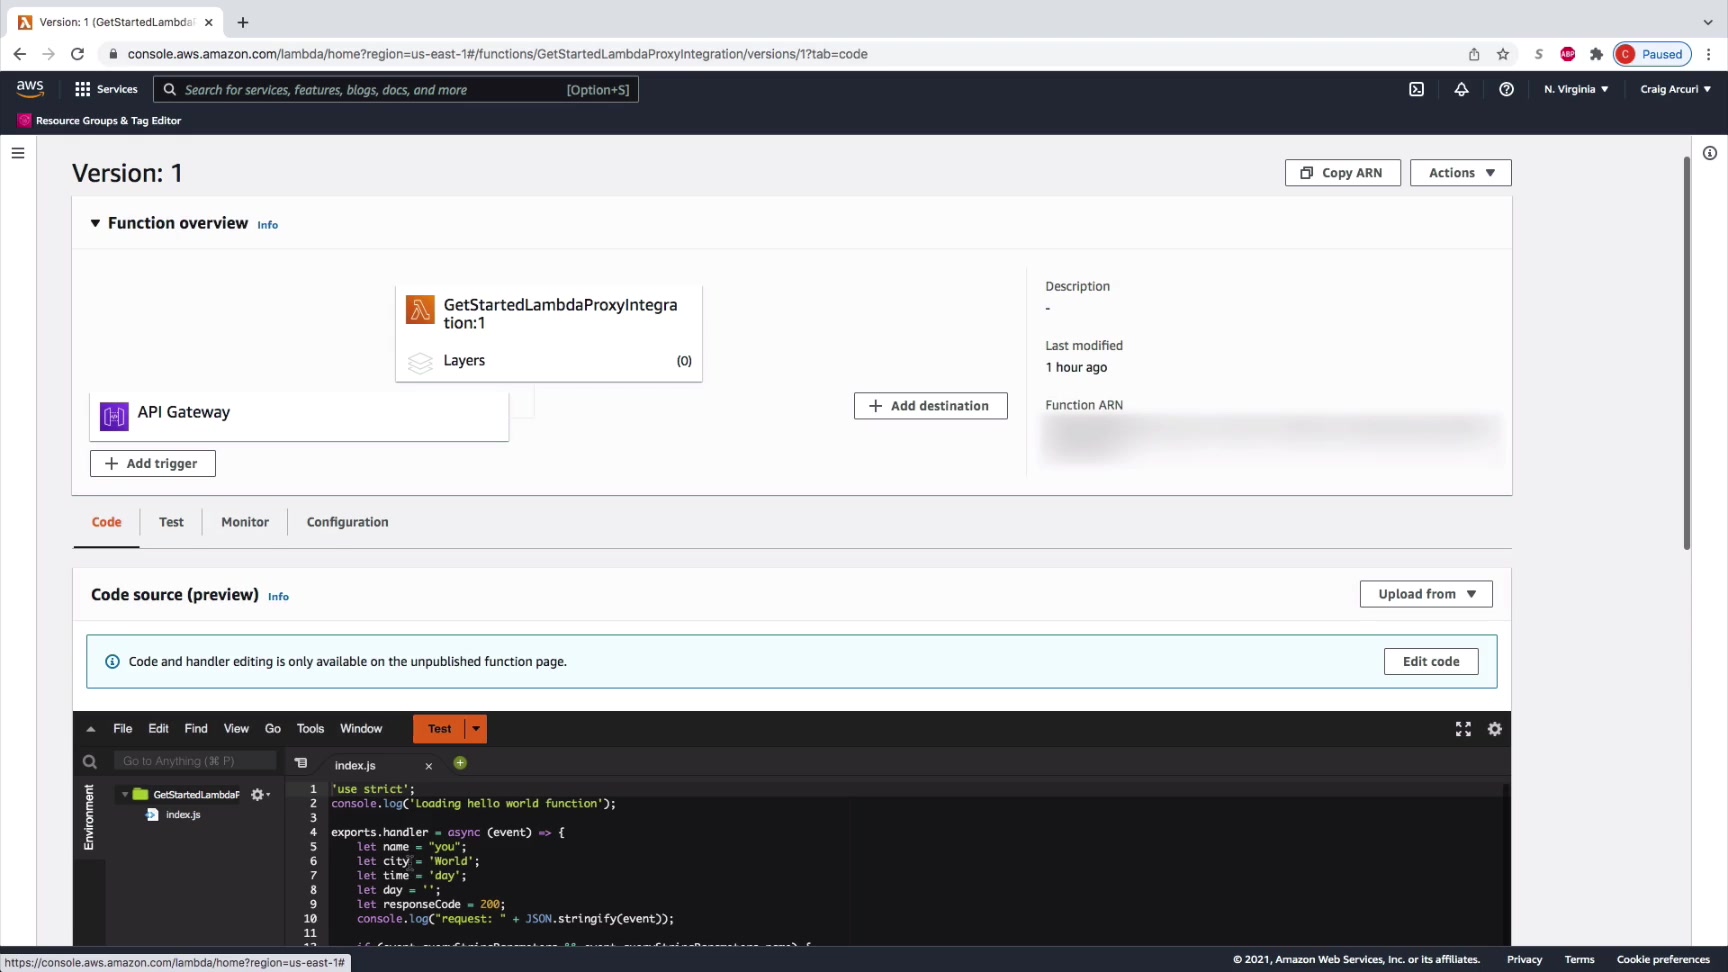 Version: 1 (GetStartedLambda
console.aws.amazon.com/lambda/home?region=us-east-1#/functions/GetStartedLambdaProxyIntegration/versions/1?tab=code
S
ABP
C Paused
aws
Services
Search for services, features, blogs, docs, and more [Option+S]
N. Virginia
Craig Arcuri
Resource Groups & Tag Editor
Version: 1
Copy ARN
Actions
Function overview Info
GetStartedLambdaProxyIntegra
tion:1
Layers (0)
API Gateway
Add trigger
Add destination
Description
-
Last modified
1 hour ago
Function ARN
Code
Test
Monitor
Configuration
Code source (preview) Info
Upload from
Code and handler editing is only available on the unpublished function page.
Edit code
File Edit Find View Go Tools Window
Test
Go to Anything (⌘ P)
index.js
Environment
GetStartedLambdaF
index.js
1 'use strict';
2 console.log('Loading hello world function');
3
4 exports.handler = async (event) => {
5 let name = "you";
6 let city = 'World';
7 let time = 'day';
8 let day = '';
9 let responseCode = 200;
10 console.log("request: " + JSON.stringify(event));
11
https://console.aws.amazon.com/lambda/home?region=us-east-1#
© 2021, Amazon Web Services, Inc. or its affiliates.
Privacy
Terms
Cookie preferences